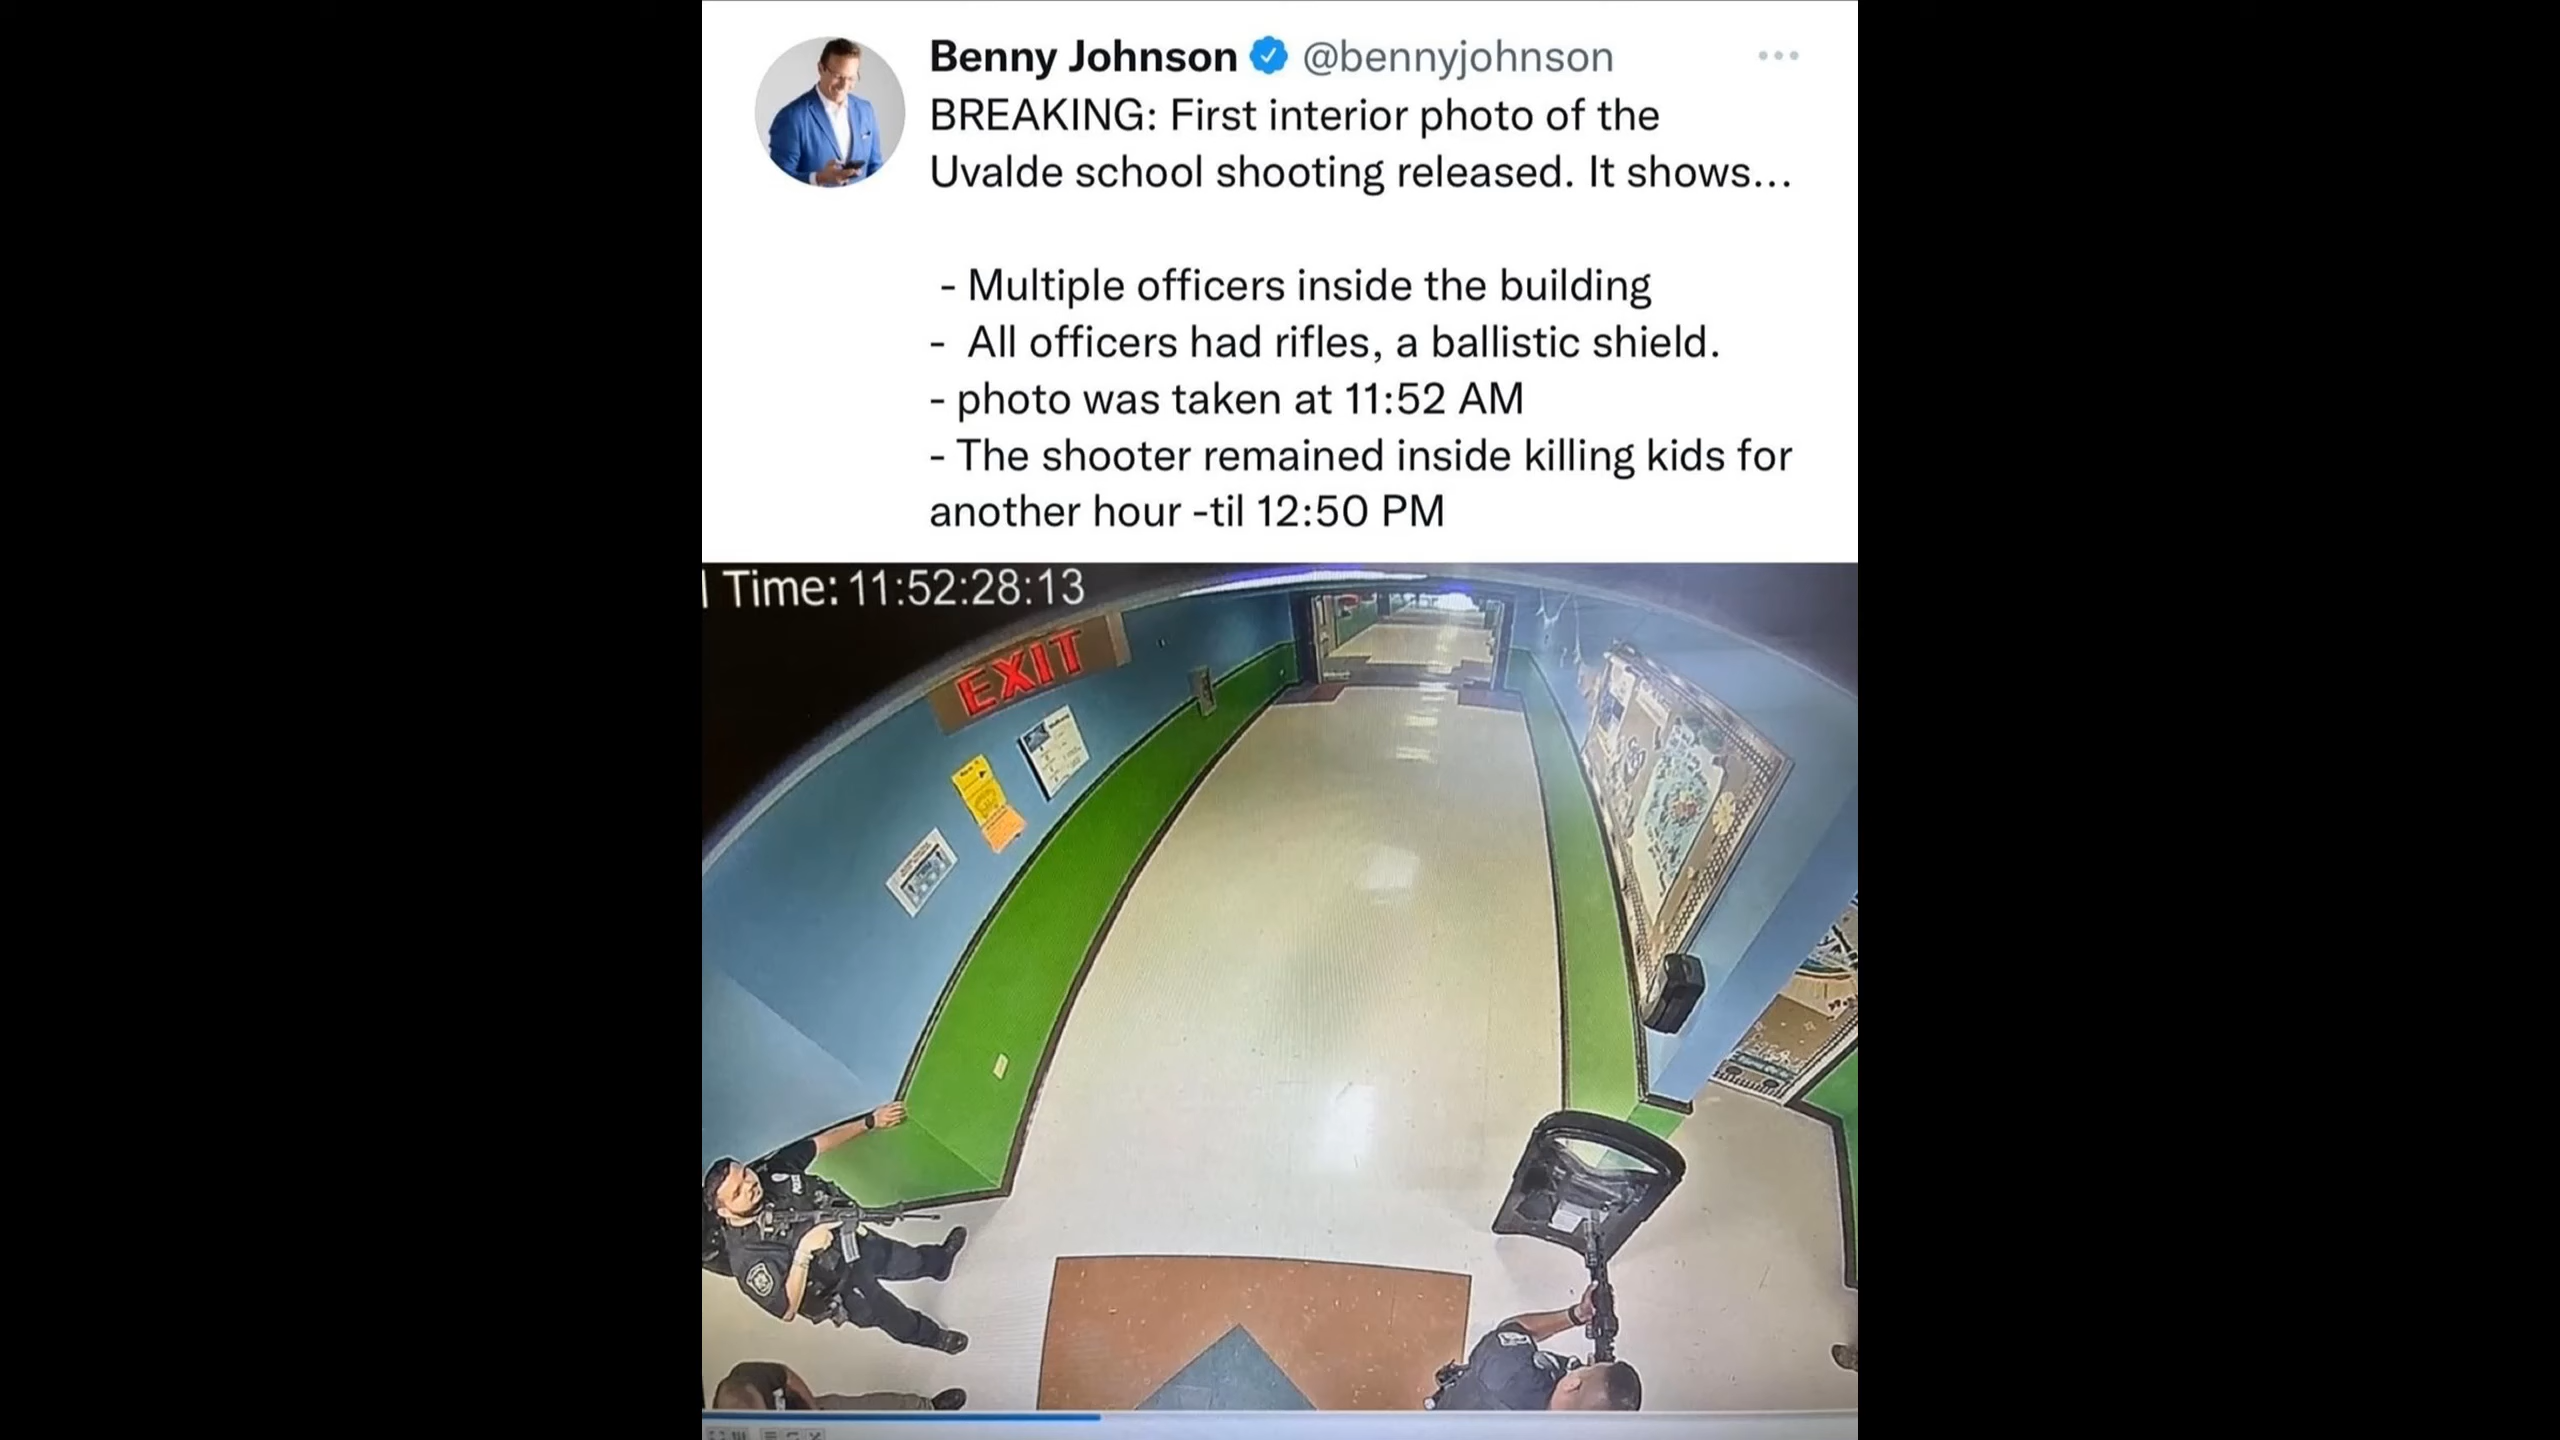 Benny Johnson @bennyjohnson
BREAKING: First interior photo of the
Uvalde school shooting released. It shows...
- Multiple officers inside the building
- All officers had rifles, a ballistic shield.
- photo was taken at 11:52 AM
- The shooter remained inside killing kids for
another hour -til 12:50 PM
Time: 11:52:28:13
EXIT